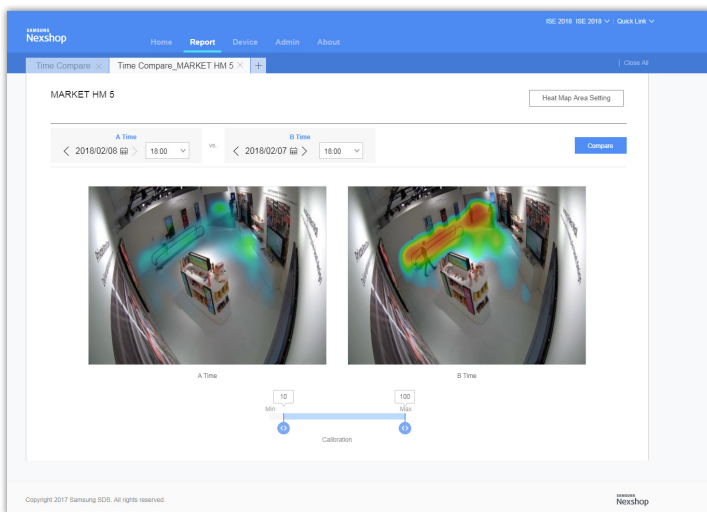 ISE 2018 ISE 2018 Quick Link
SAMSUNG
Nexshop
Home Report Device Admin About
Time Compare × Time Compare_MARKET HM 5 × + | Close All
MARKET HM 5
Heat Map Area Setting
A Time
2018/02/08 18:00
vs.
B Time
2018/02/07 18:00
Compare
A Time
B Time
10 100
Min Max
Calibration
Copyright 2017 Samsung SDS. All rights reserved.
SAMSUNG
Nexshop